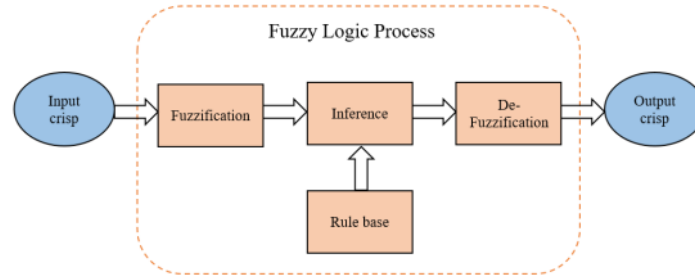 Fuzzy Logic Process
Input
crisp
Fuzzification
Inference
De-
Fuzzification
Output
crisp
Rule base